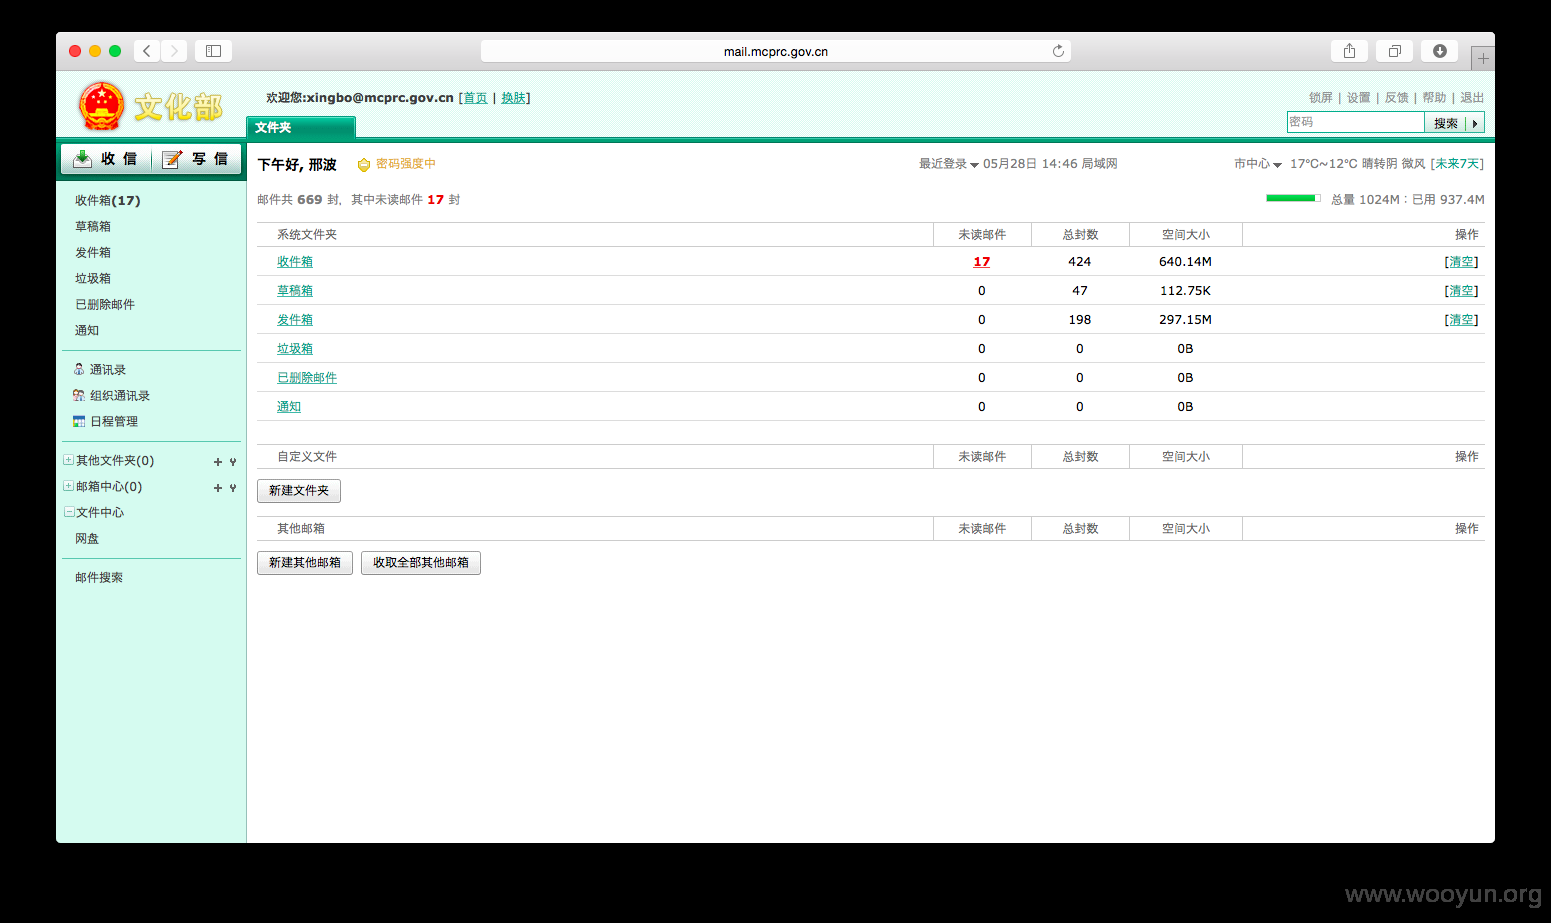 mail.mcprc.gov.cn
文化部
欢迎您:xingbo@mcprc.gov.cn [首页 | 换肤]
锁屏 | 设置 | 反馈 | 帮助 | 退出
文件夹
密码 搜索
收 信 写 信
下午好, 邢波 密码强度中 最近登录 05月28日 14:46 局域网 市中心 17℃~12℃ 晴转阴 微风 [未来7天]
邮件共 669 封, 其中未读邮件 17 封 总量 1024M：已用 937.4M
收件箱(17)
草稿箱
发件箱
垃圾箱
已删除邮件
通知
通讯录
组织通讯录
日程管理
其他文件夹(0)
邮箱中心(0)
文件中心
网盘
邮件搜索
系统文件夹 未读邮件 总封数 空间大小 操作
收件箱 17 424 640.14M [清空]
草稿箱 0 47 112.75K [清空]
发件箱 0 198 297.15M [清空]
垃圾箱 0 0 0B
已删除邮件 0 0 0B
通知 0 0 0B
自定义文件 未读邮件 总封数 空间大小 操作
新建文件夹
其他邮箱 未读邮件 总封数 空间大小 操作
新建其他邮箱 收取全部其他邮箱
www.wooyun.org